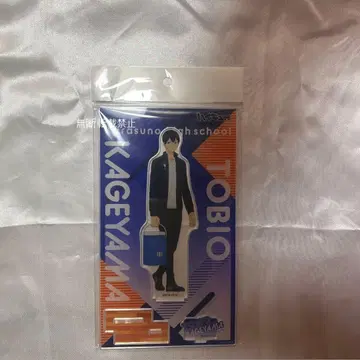 無断転載禁止
Karasuno high school
KAGEYAMA
TOBIO